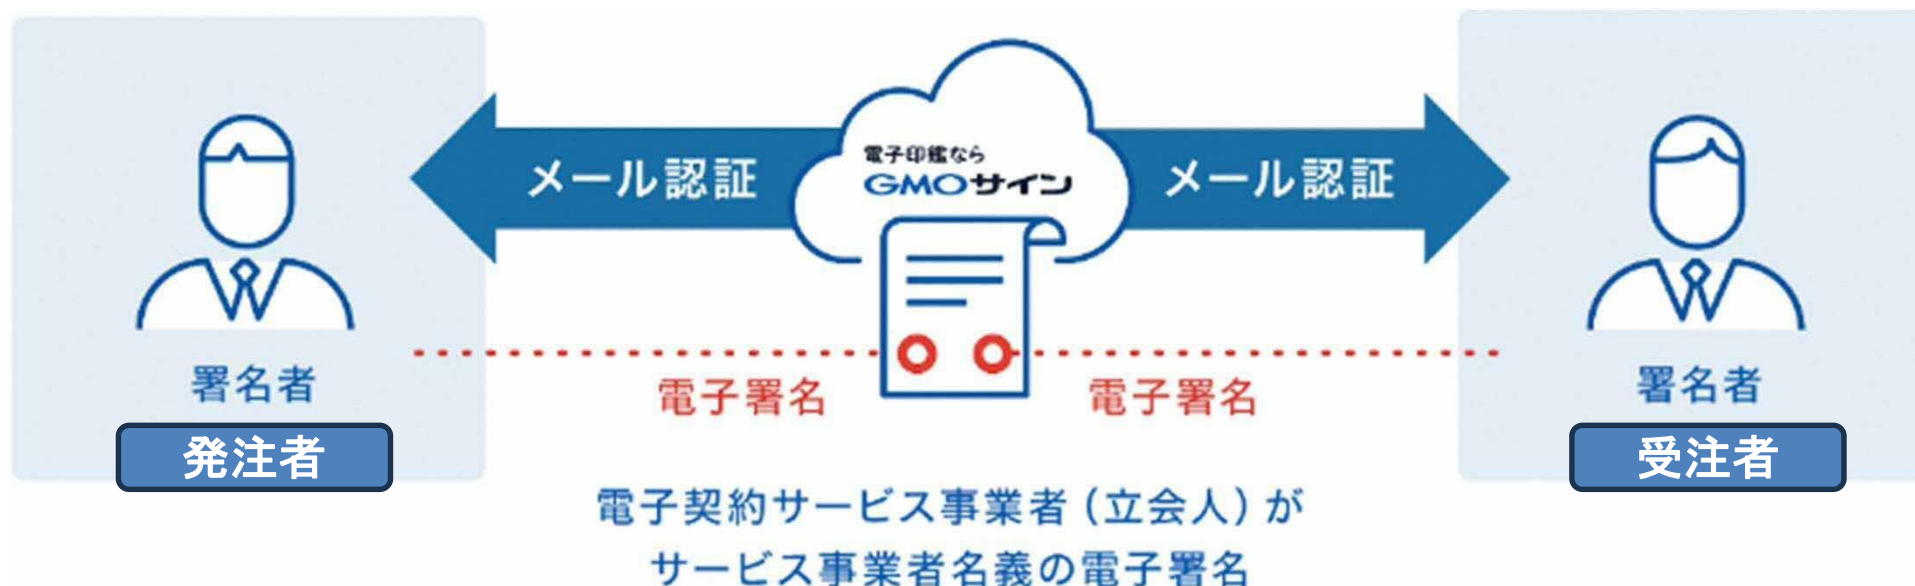 電子印鑑なら
GMOサイン
メール認証
メール認証
電子署名
電子署名
署名者
発注者
署名者
受注者
電子契約サービス事業者（立会人）が
サービス事業者名義の電子署名